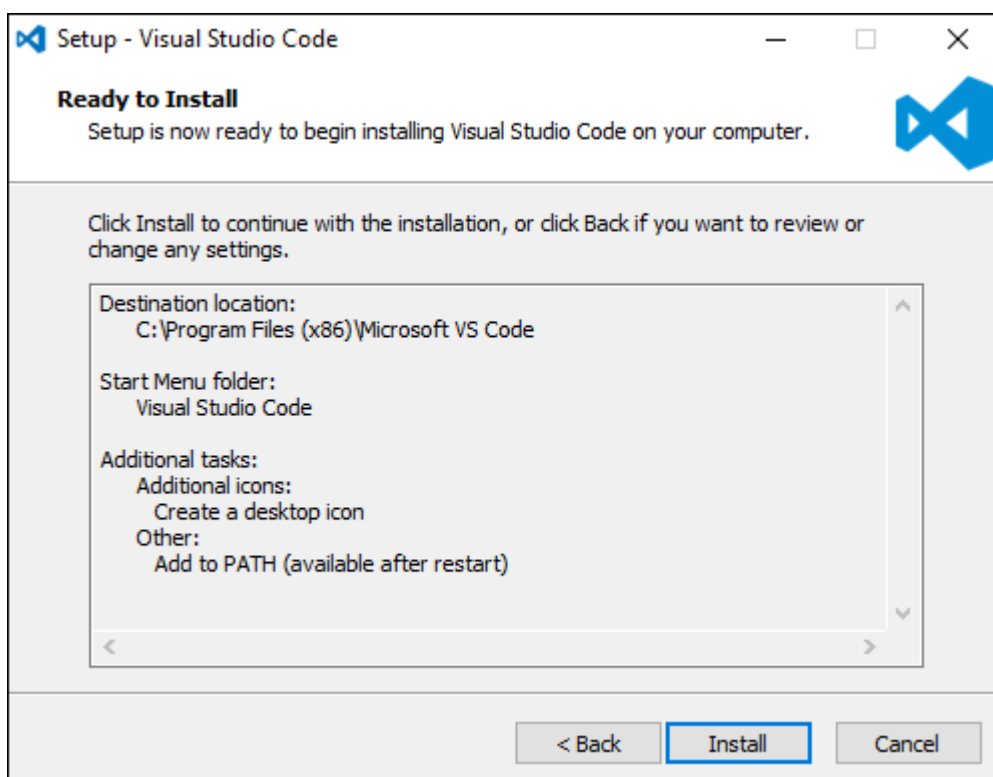 Setup - Visual Studio Code
Ready to Install
Setup is now ready to begin installing Visual Studio Code on your computer.
Click Install to continue with the installation, or click Back if you want to review or
change any settings.
Destination location:
C:\Program Files (x86)\Microsoft VS Code
Start Menu folder:
Visual Studio Code
Additional tasks:
Additional icons:
Create a desktop icon
Other:
Add to PATH (available after restart)
< Back Install Cancel